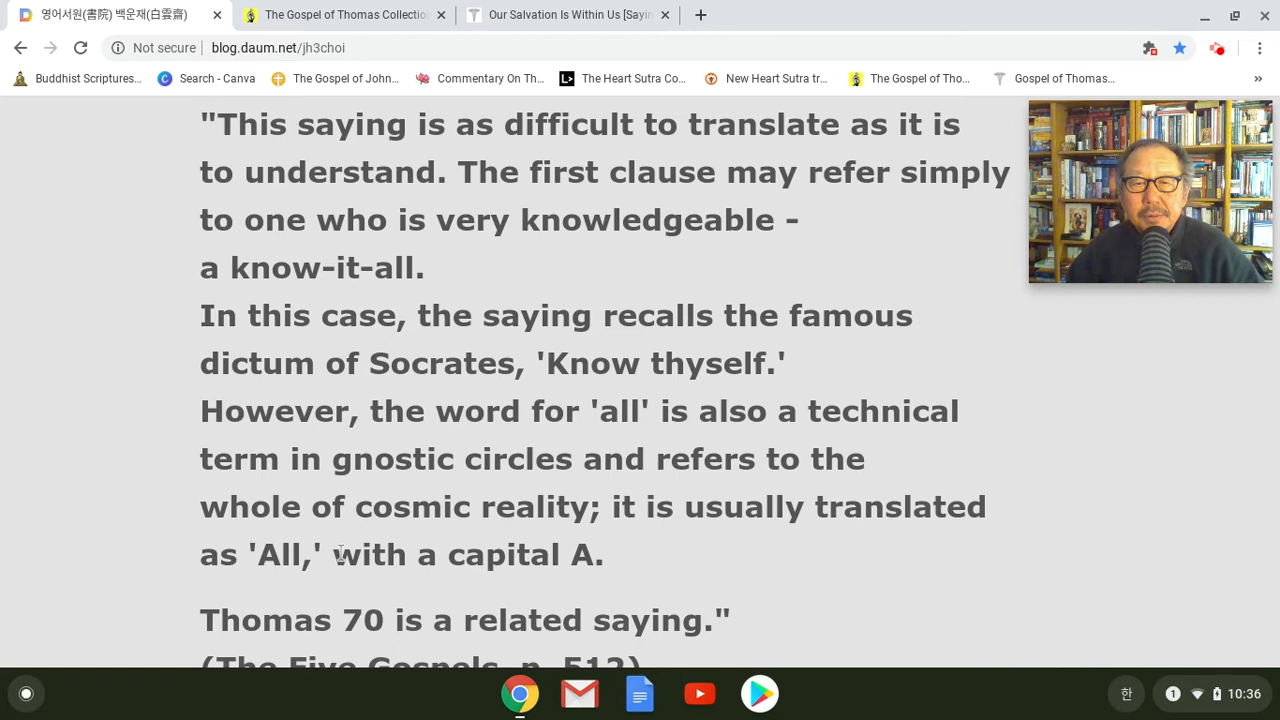 영어서원(書院) 백운재(白雲齋)
The Gospel of Thomas Collectio
Our Salvation Is Within Us [Sayin
Not secure
blog.daum.net/jh3choi
Buddhist Scriptures...
Search - Canva
The Gospel of John...
Commentary On Th...
The Heart Sutra Co...
New Heart Sutra tr...
The Gospel of Tho...
Gospel of Thomas...
"This saying is as difficult to translate as it is
to understand. The first clause may refer simply
to one who is very knowledgeable -
a know-it-all.
In this case, the saying recalls the famous
dictum of Socrates, 'Know thyself.'
However, the word for 'all' is also a technical
term in gnostic circles and refers to the
whole of cosmic reality; it is usually translated
as 'All,' with a capital A.
Thomas 70 is a related saying."
(The Five Gospels, p. 512)
한
1
10:36